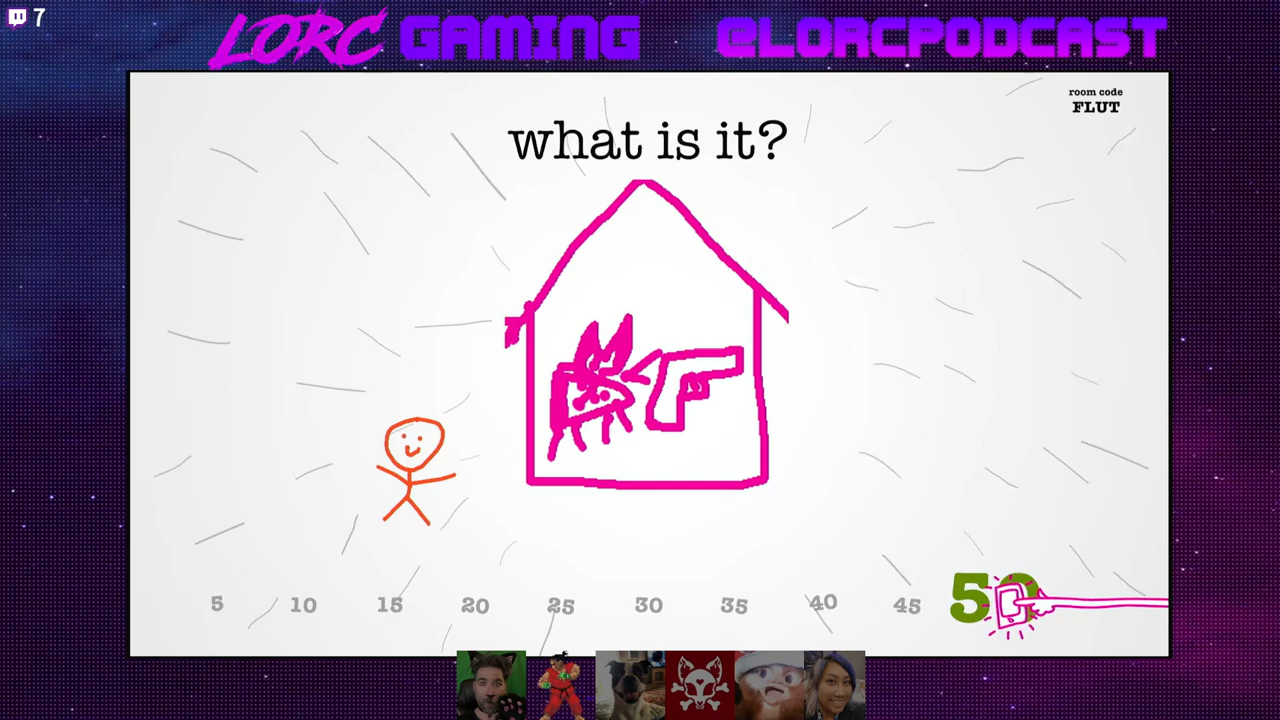 7
LORC GAMING @LORCPODCAST
room code
FLUT
what is it?
5 10 15 20 25 30 35 40 45 50